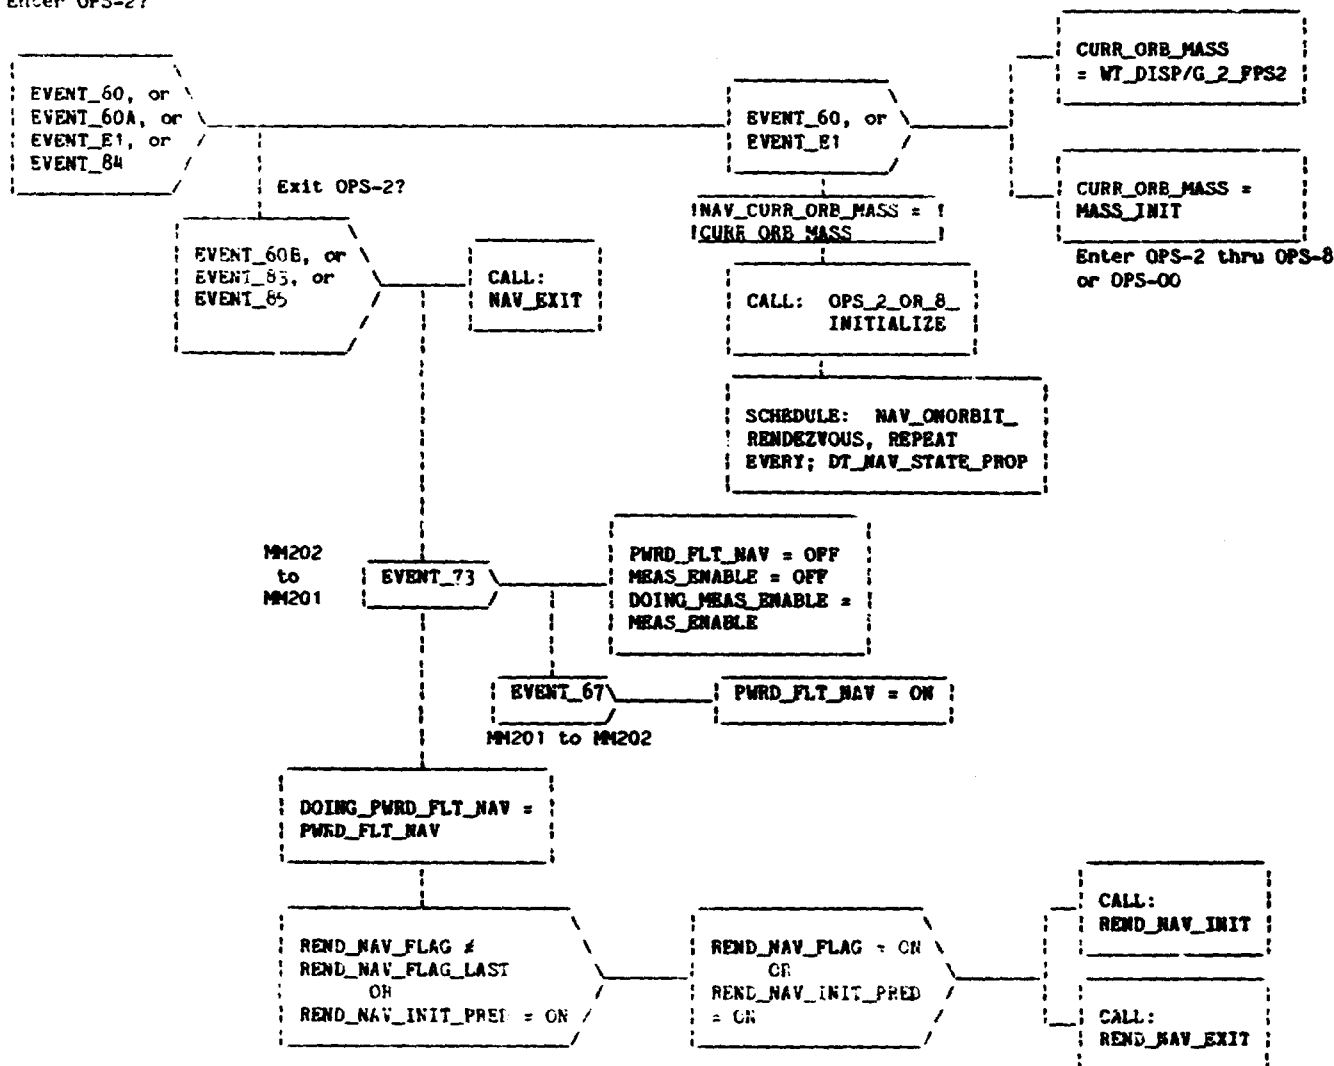 Enter OPS-2?
EVENT_60, or
EVENT_60A, or
EVENT_E1, or
EVENT_84
EVENT_60, or
EVENT_E1
CURR_ORB_MASS
= WT_DISP/G_2_FPS2
CURR_ORB_MASS =
MASS_INIT
Enter OPS-2 thru OPS-8
or OPS-00
Exit OPS-2?
EVENT_60B, or
EVENT_83, or
EVENT_85
CALL:
NAV_EXIT
NAV_CURR_ORB_MASS =
CURR_ORB_MASS
CALL: OPS_2_OR_8_
INITIALIZE
SCHEDULE: NAV_ONORBIT_
RENDEZVOUS, REPEAT
EVERY; DT_NAV_STATE_PROP
MM202
to
MM201
EVENT_73
PWRD_FLT_NAV = OFF
MEAS_ENABLE = OFF
DOING_MEAS_ENABLE =
MEAS_ENABLE
EVENT_67
PWRD_FLT_NAV = ON
MM201 to MM202
DOING_PWRD_FLT_NAV =
PWRD_FLT_NAV
REND_NAV_FLAG ≠
REND_NAV_FLAG_LAST
OR
REND_NAV_INIT_PRED = ON
REND_NAV_FLAG = ON
OR
REND_NAV_INIT_PRED
= ON
CALL:
REND_NAV_INIT
CALL:
REND_NAV_EXIT